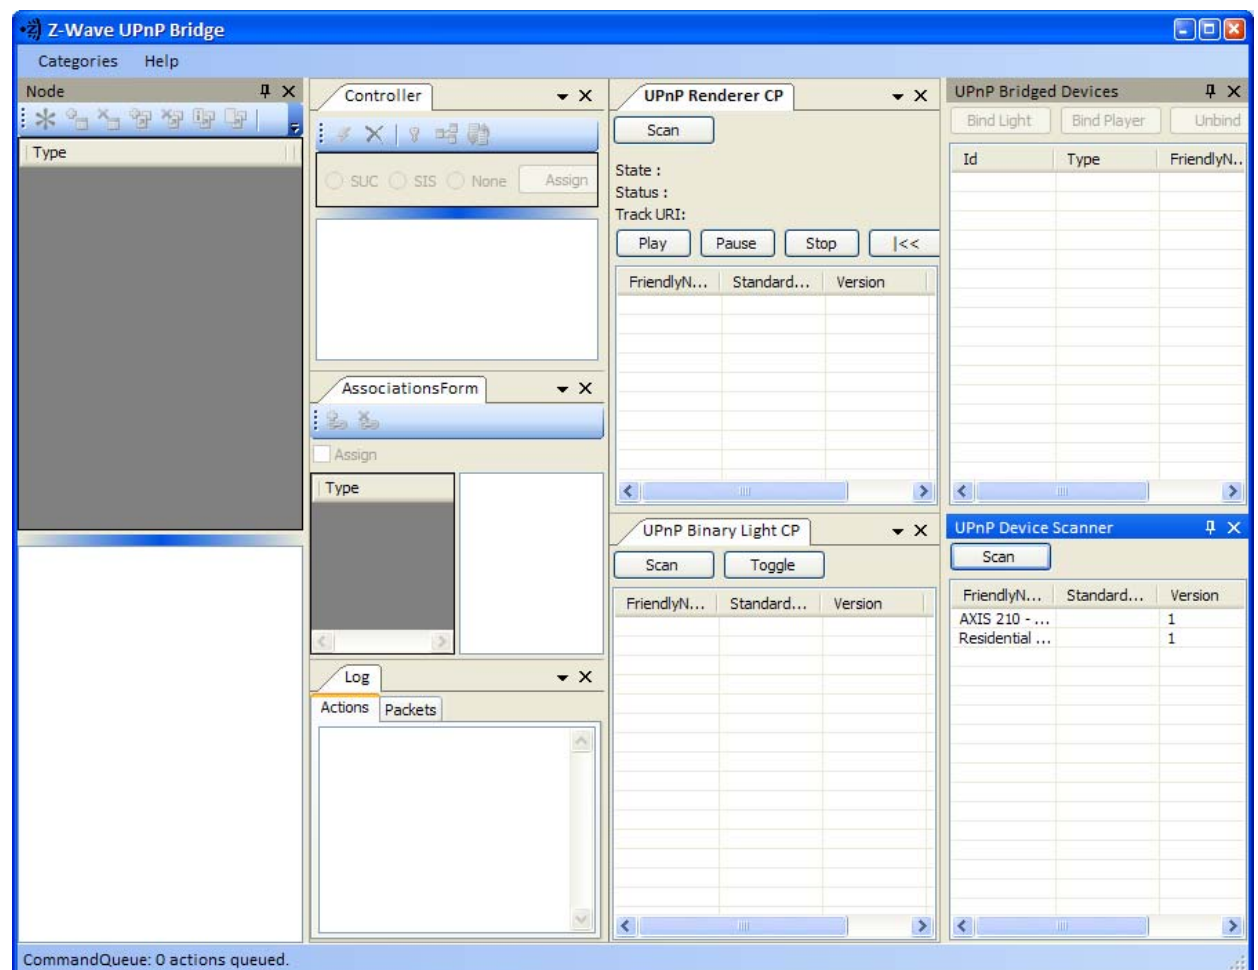 Z-Wave UPnP Bridge
Categories Help
Node
Type
Controller
SUC SIS None Assign
AssociationsForm
Assign
Type
Log
Actions Packets
UPnP Renderer CP
Scan
State :
Status :
Track URI:
Play Pause Stop |<<
FriendlyN... Standard... Version
UPnP Binary Light CP
Scan Toggle
FriendlyN... Standard... Version
UPnP Bridged Devices
Bind Light Bind Player Unbind
Id Type FriendlyN..
UPnP Device Scanner
Scan
FriendlyN... Standard... Version
AXIS 210 - ... 1
Residential ... 1
CommandQueue: 0 actions queued.